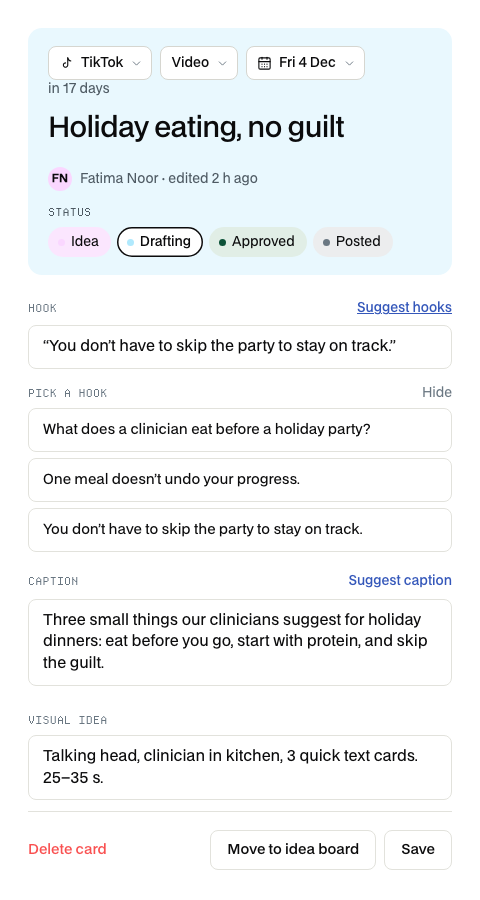 TikTok Video Fri 4 Dec
in 17 days
Holiday eating, no guilt
FN Fatima Noor · edited 2 h ago
STATUS
Idea Drafting Approved Posted
HOOK Suggest hooks
“You don’t have to skip the party to stay on track.”
PICK A HOOK Hide
What does a clinician eat before a holiday party?
One meal doesn’t undo your progress.
You don’t have to skip the party to stay on track.
CAPTION Suggest caption
Three small things our clinicians suggest for holiday
dinners: eat before you go, start with protein, and skip
the guilt.
VISUAL IDEA
Talking head, clinician in kitchen, 3 quick text cards.
25–35 s.
Delete card Move to idea board Save